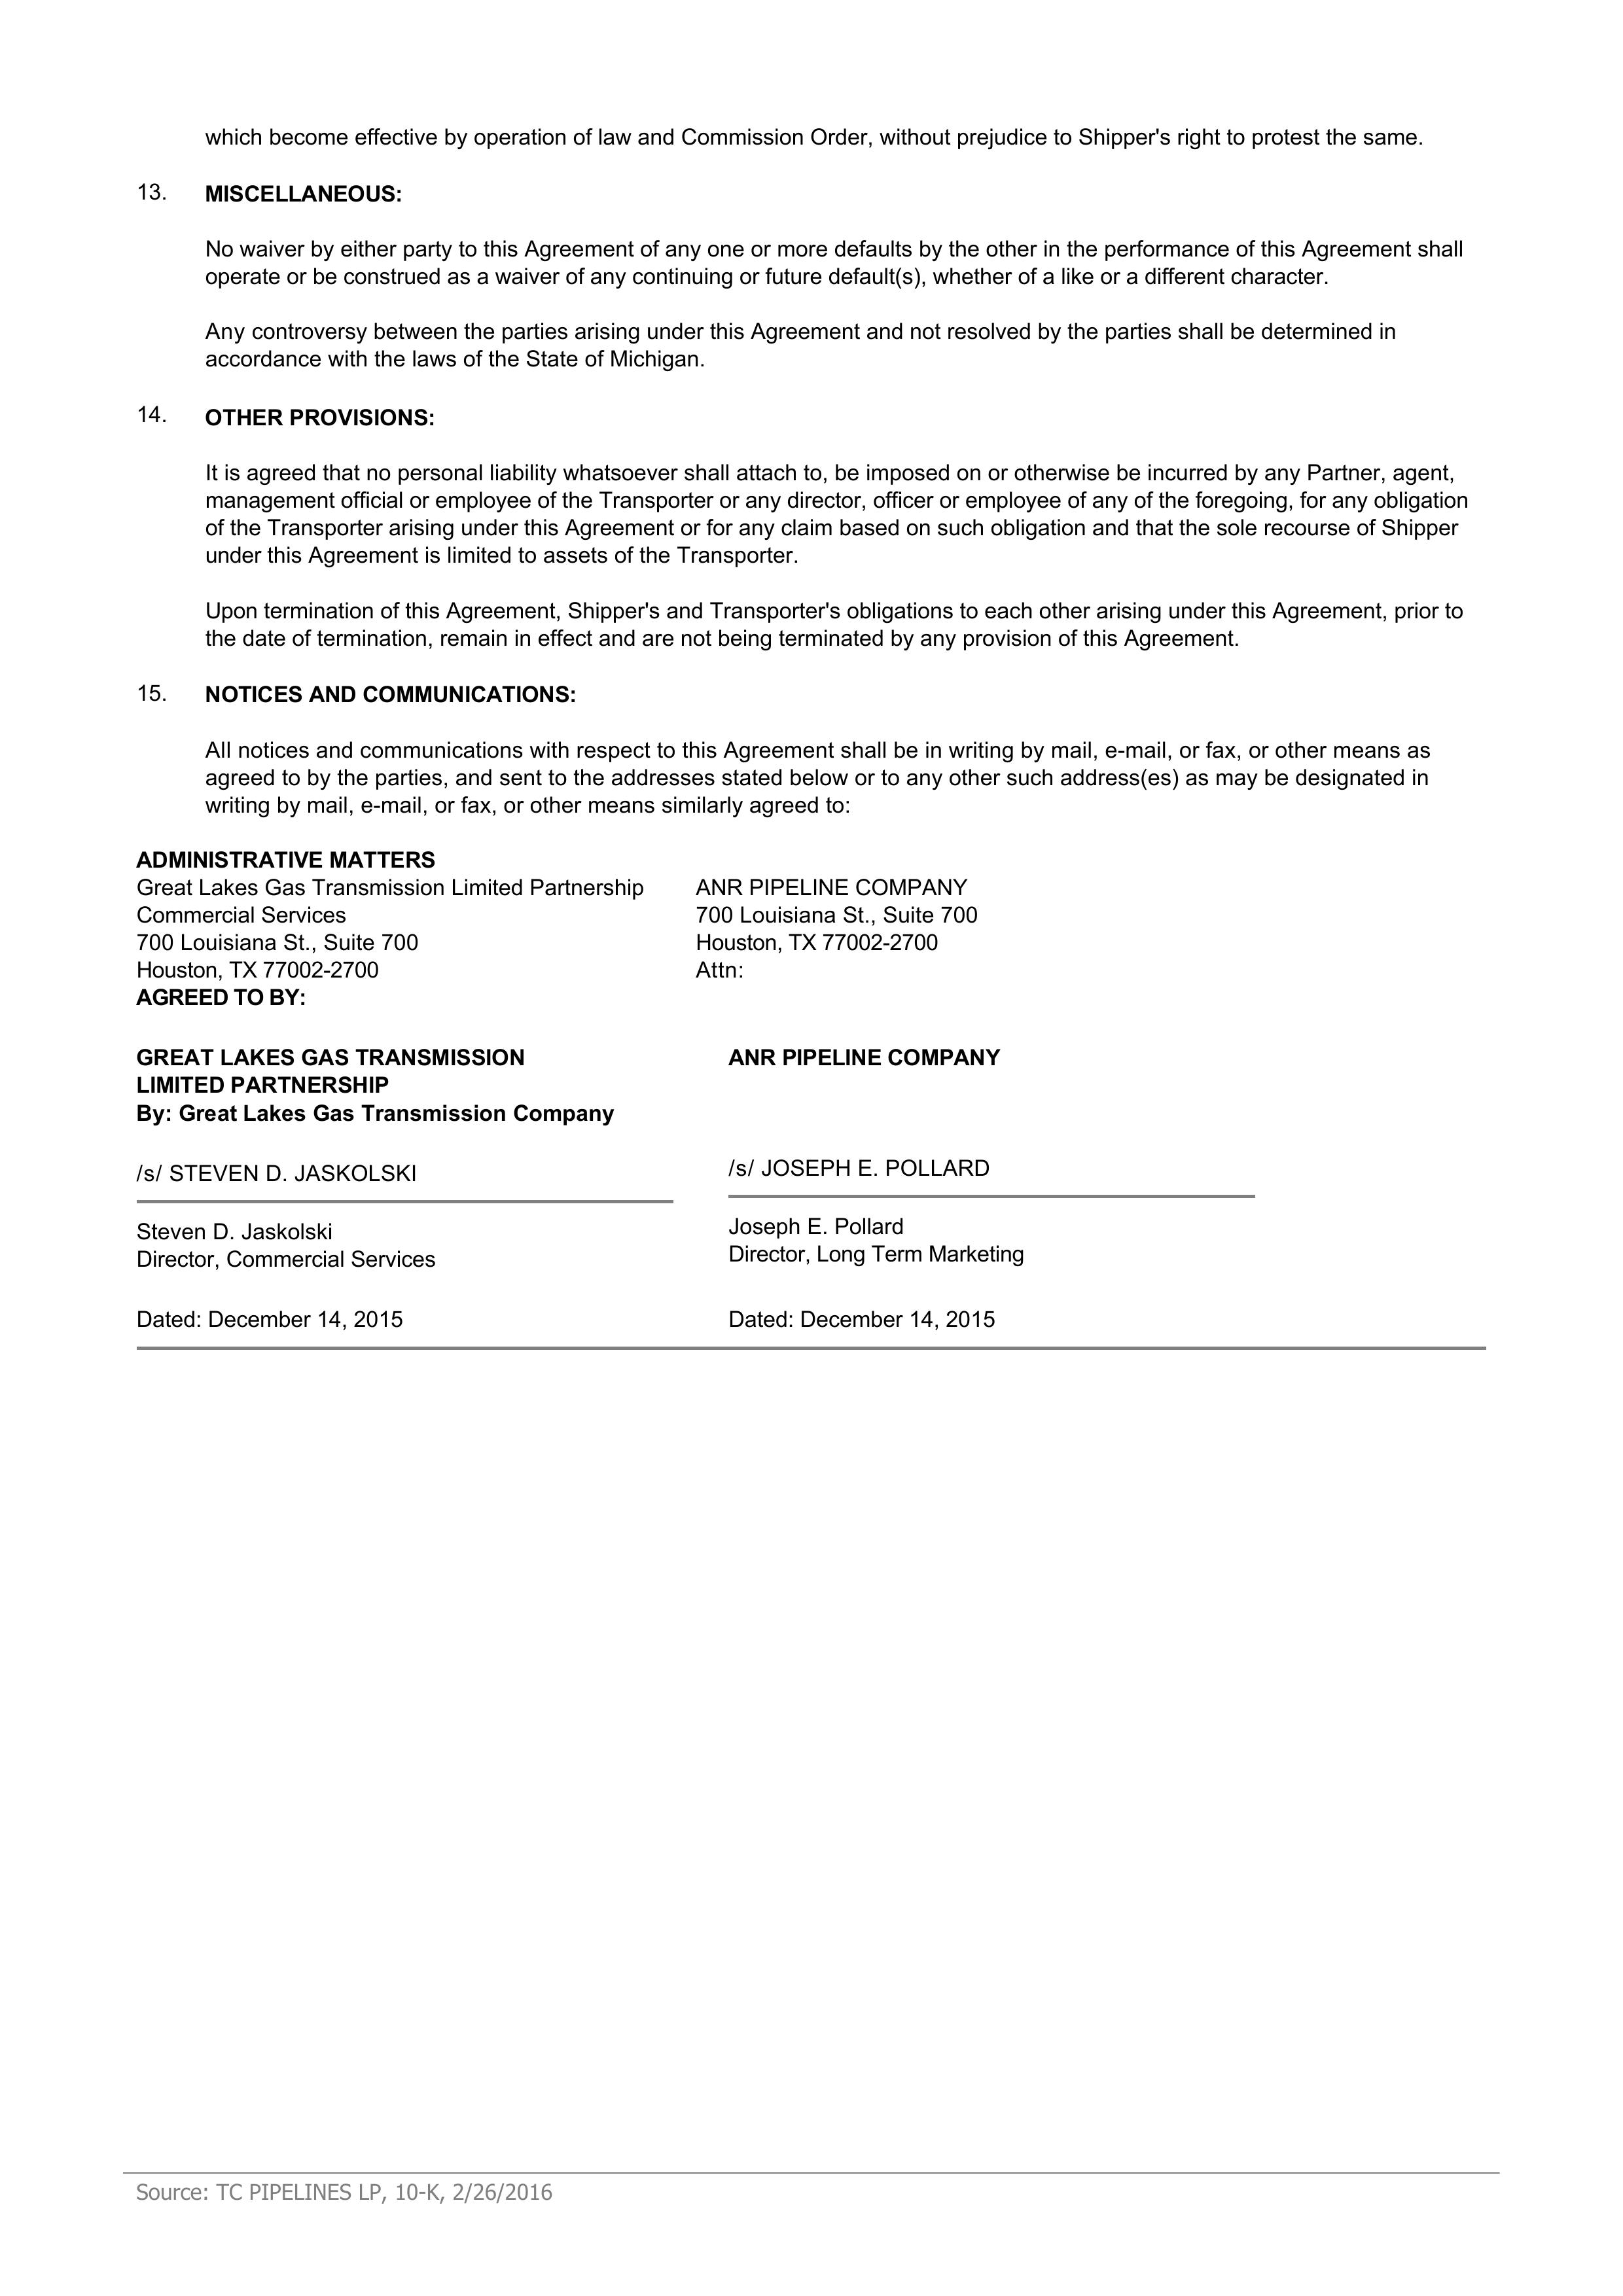 which become effective by operation of law and Commission Order, without prejudice to Shipper's right to protest the same.
13. MISCELLANEOUS:
No waiver by either party to this Agreement of any one or more defaults by the other in the performance of this Agreement shall
operate or be construed as a waiver of any continuing or future default(s), whether of a like or a different character.
Any controversy between the parties arising under this Agreement and not resolved by the parties shall be determined in
accordance with the laws of the State of Michigan.
14. OTHER PROVISIONS:
It is agreed that no personal liability whatsoever shall attach to, be imposed on or otherwise be incurred by any Partner, agent,
management official or employee of the Transporter or any director, officer or employee of any of the foregoing, for any obligation
of the Transporter arising under this Agreement or for any claim based on such obligation and that the sole recourse of Shipper
under this Agreement is limited to assets of the Transporter.
Upon termination of this Agreement, Shipper's and Transporter's obligations to each other arising under this Agreement, prior to
the date of termination, remain in effect and are not being terminated by any provision of this Agreement.
15. NOTICES AND COMMUNICATIONS:
All notices and communications with respect to this Agreement shall be in writing by mail, e-mail, or fax, or other means as
agreed to by the parties, and sent to the addresses stated below or to any other such address(es) as may be designated in
writing by mail, e-mail, or fax, or other means similarly agreed to:
ADMINISTRATIVE MATTERS
Great Lakes Gas Transmission Limited Partnership ANR PIPELINE COMPANY
Commercial Services 700 Louisiana St., Suite 700
700 Louisiana St., Suite 700 Houston, TX 77002-2700
Houston, TX 77002-2700 Attn:
AGREED TO BY:
GREAT LAKES GAS TRANSMISSION ANR PIPELINE COMPANY
LIMITED PARTNERSHIP
By: Great Lakes Gas Transmission Company
/s/ STEVEN D. JASKOLSKI /s/ JOSEPH E. POLLARD
Steven D. Jaskolski Joseph E. Pollard
Director, Commercial Services Director, Long Term Marketing
Dated: December 14, 2015 Dated: December 14, 2015
Source: TC PIPELINES LP, 10-K, 2/26/2016